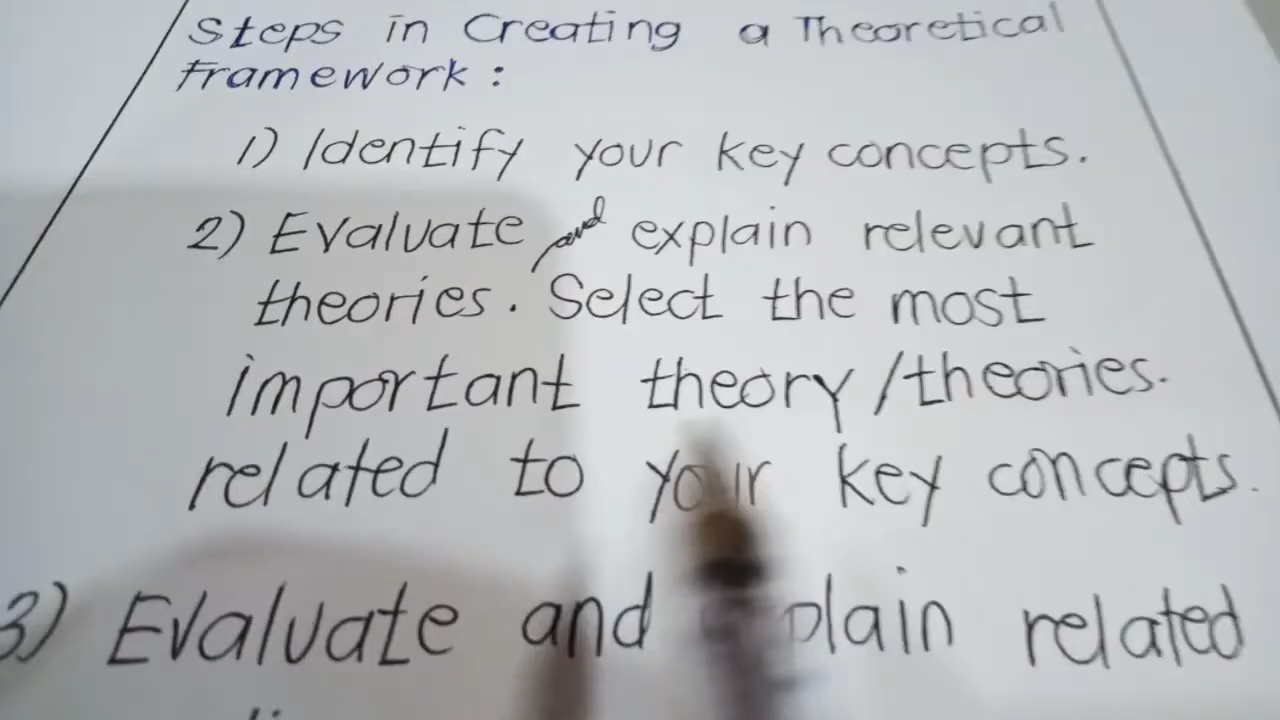 Steps in Creating a Theoretical
Framework:
1) Identify your key concepts.
2) Evaluate and explain relevant
theories. Select the most
important theory/theories.
related to your key concepts.
3) Evaluate and explain related